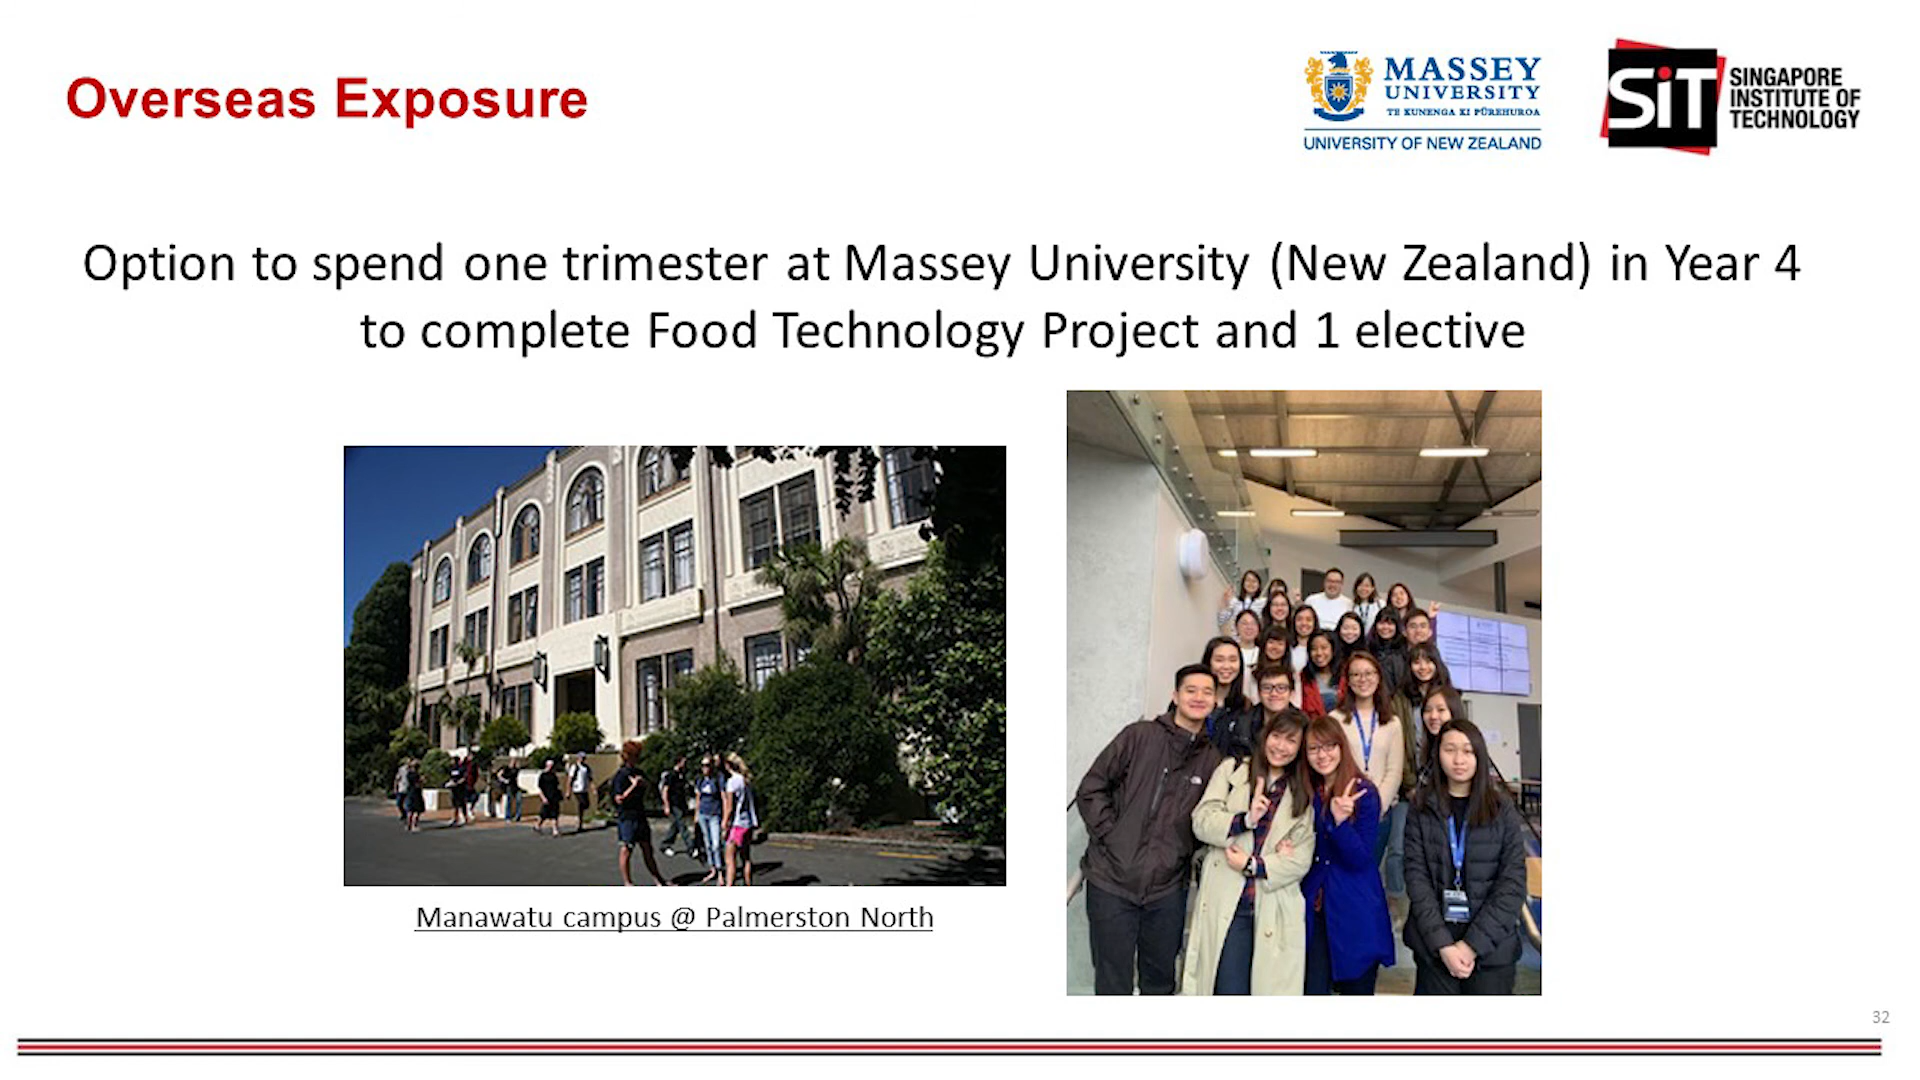 Overseas Exposure
MASSEY
UNIVERSITY
TE KUNENGA KI PŪREHUROA
UNIVERSITY OF NEW ZEALAND
SiT
SINGAPORE
INSTITUTE OF
TECHNOLOGY
Option to spend one trimester at Massey University (New Zealand) in Year 4
to complete Food Technology Project and 1 elective
Manawatu campus @ Palmerston North
32